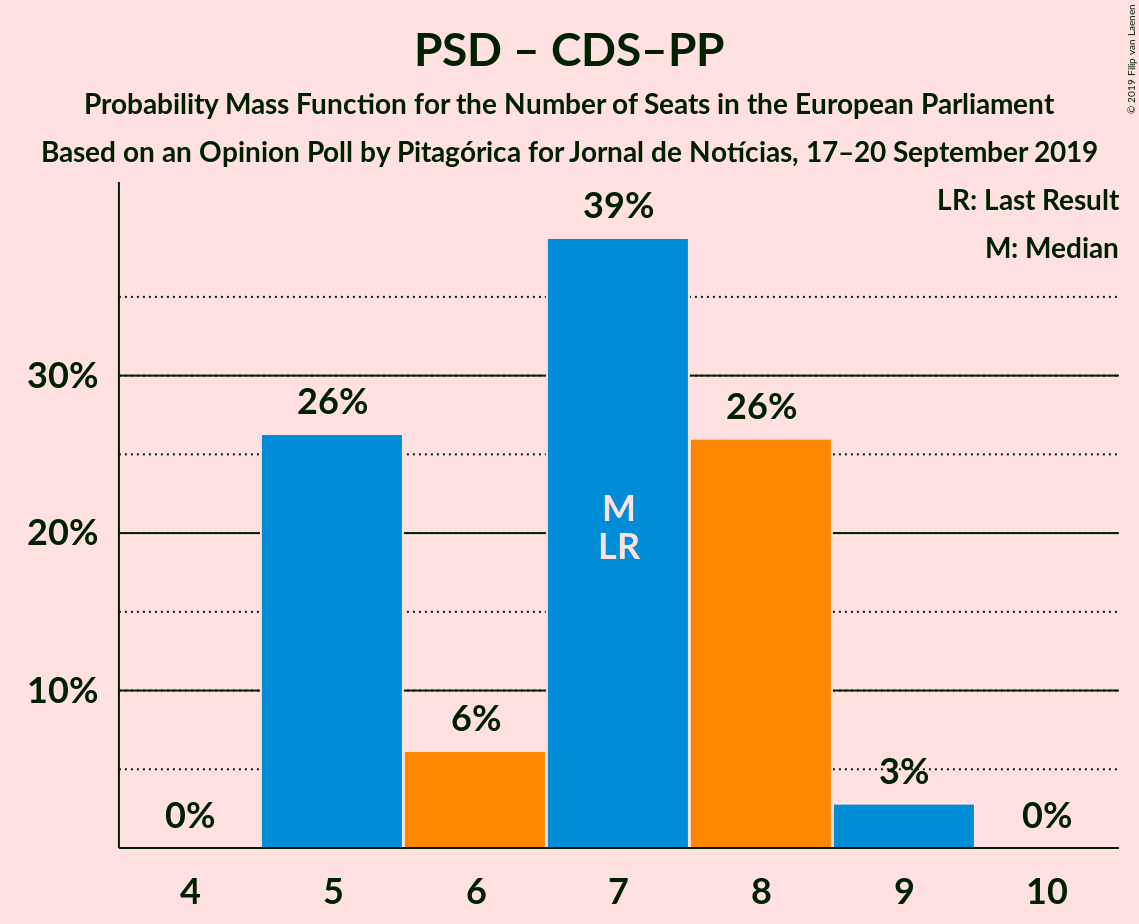 PSD – CDS–PP
Probability Mass Function for the Number of Seats in the European Parliament
Based on an Opinion Poll by Pitagórica for Jornal de Notícias, 17–20 September 2019
© 2019 Filip van Laenen
LR: Last Result
M: Median
39%
30%
26%
26%
M
LR
20%
10%
6%
3%
0%
0%
4 5 6 7 8 9 10